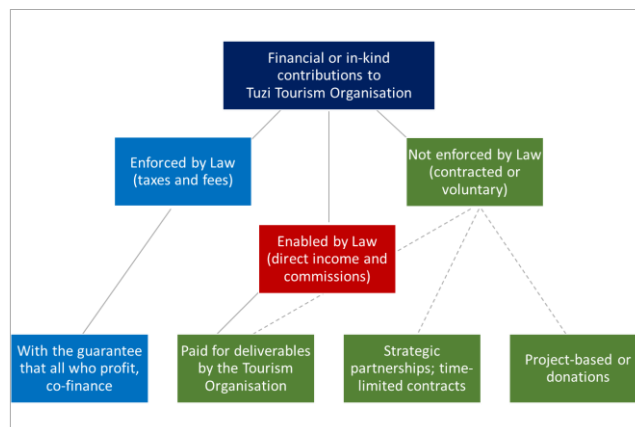 Financial or in-kind
contributions to
Tuzi Tourism Organisation
Enforced by Law
(taxes and fees)
Not enforced by Law
(contracted or
voluntary)
Enabled by Law
(direct income and
commissions)
With the guarantee
that all who profit,
co-finance
Paid for deliverables
by the Tourism
Organisation
Strategic
partnerships; time-
limited contracts
Project-based or
donations